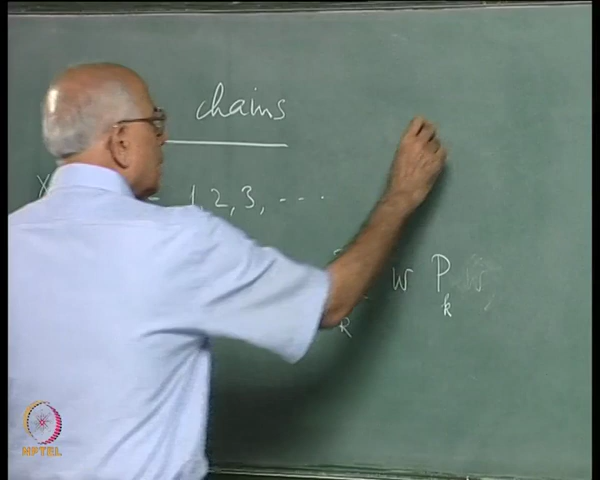 chains
1, 2, 3, ...
w P
k
k
NPTEL